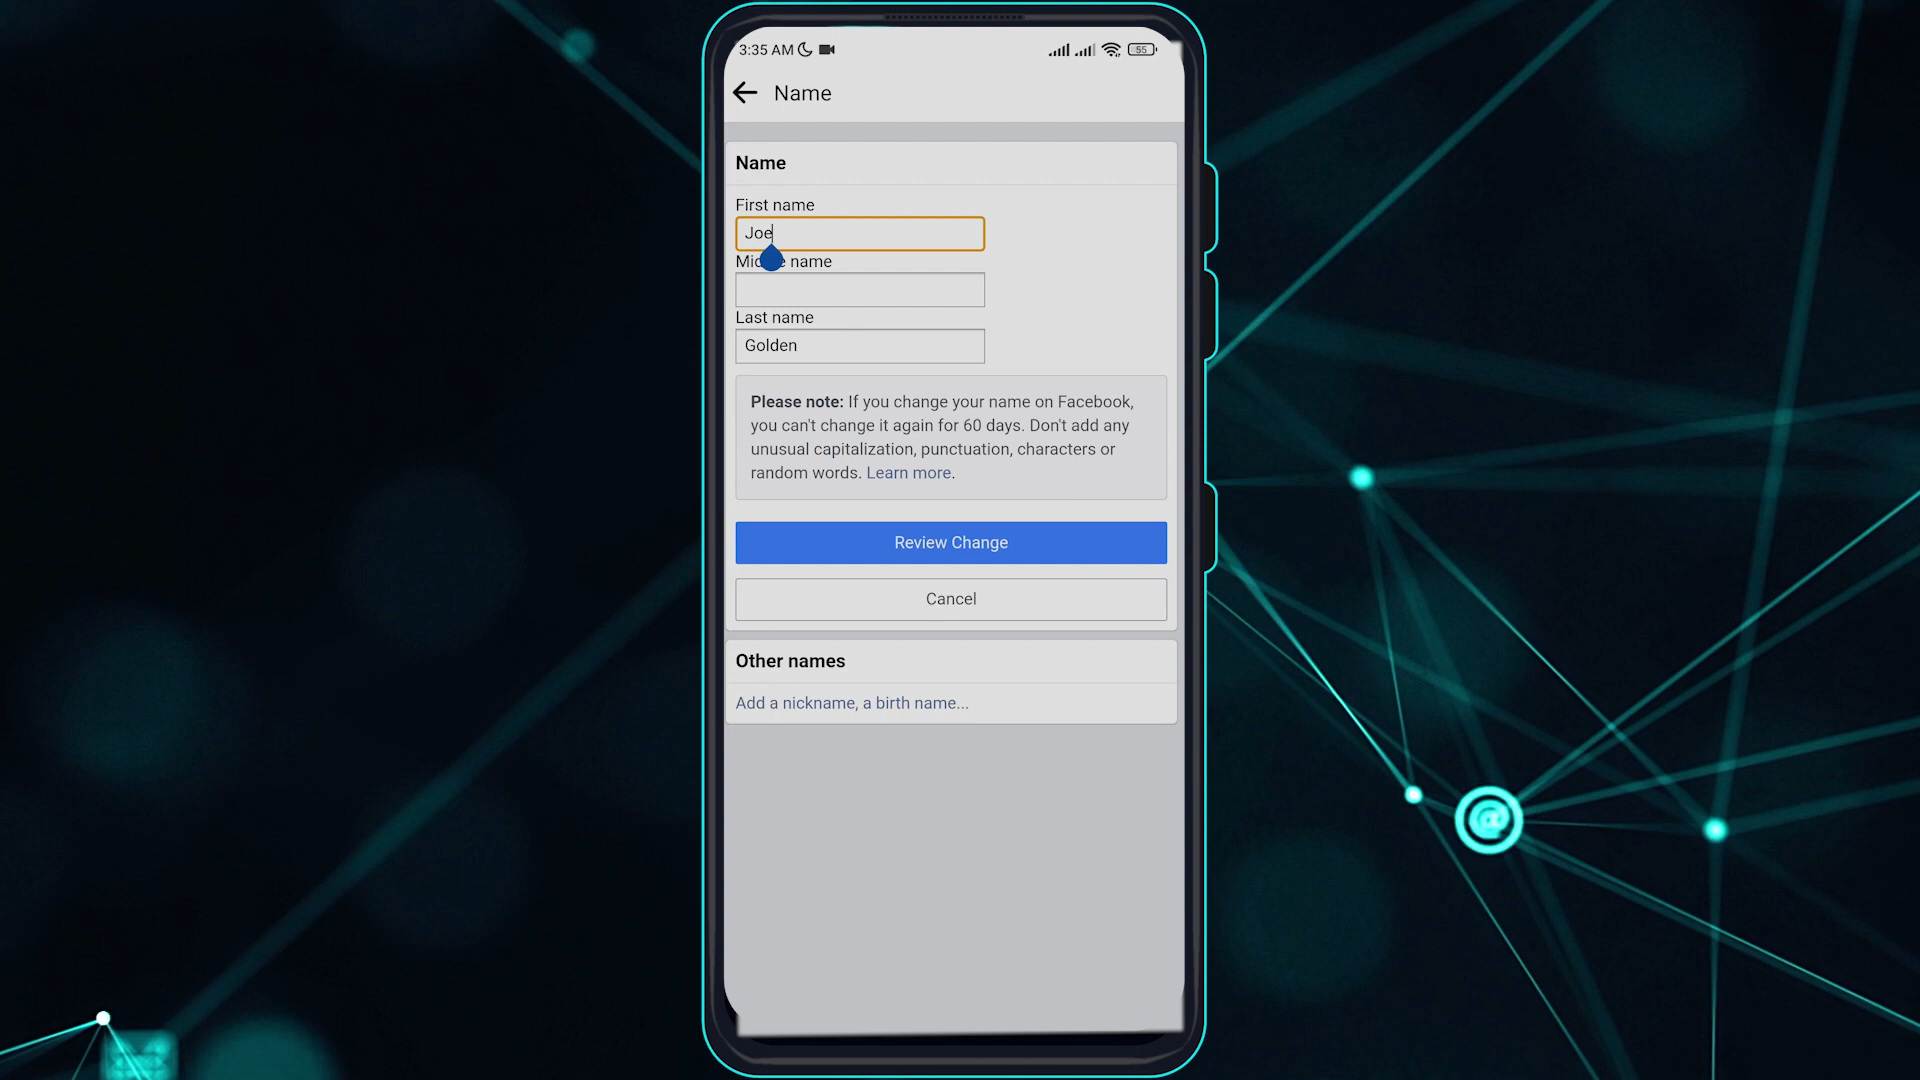 3:35 AM
55
Name
Name
First name
Joe
Middle name
Last name
Golden
Please note: If you change your name on Facebook,
you can't change it again for 60 days. Don't add any
unusual capitalization, punctuation, characters or
random words. Learn more.
Review Change
Cancel
Other names
Add a nickname, a birth name...
@